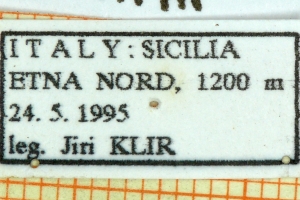 ITALY: SICILIA
ETNA NORD, 1200 m
24. 5. 1995
leg. Jiri KLIR